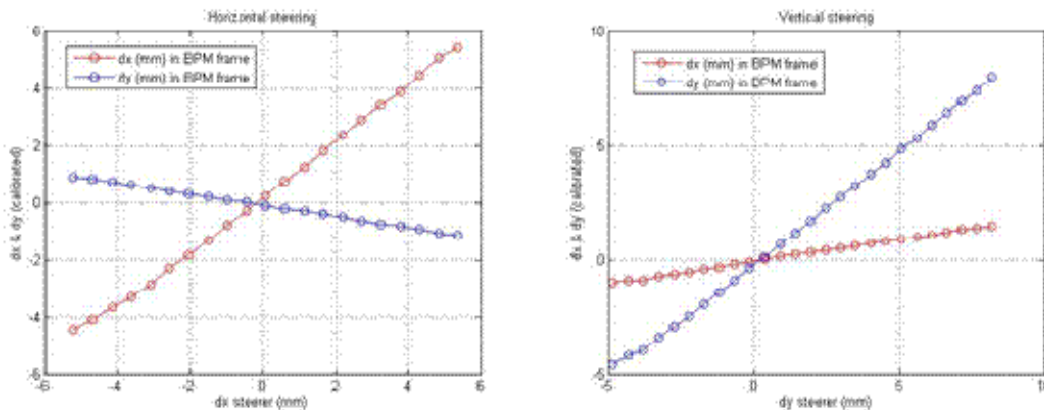 Horizontal steering
6
4
2
0
-2
-4
-6
dx & dy (calibrated)
dx (mm) in BPM frame
dy (mm) in BPM frame
-6
-4
-2
0
2
4
6
dx steerer (mm)
Vertical steering
10
5
0
-5
dx & dy (calibrated)
dx (mm) in BPM frame
dy (mm) in BPM frame
-5
0
5
10
dy steerer (mm)